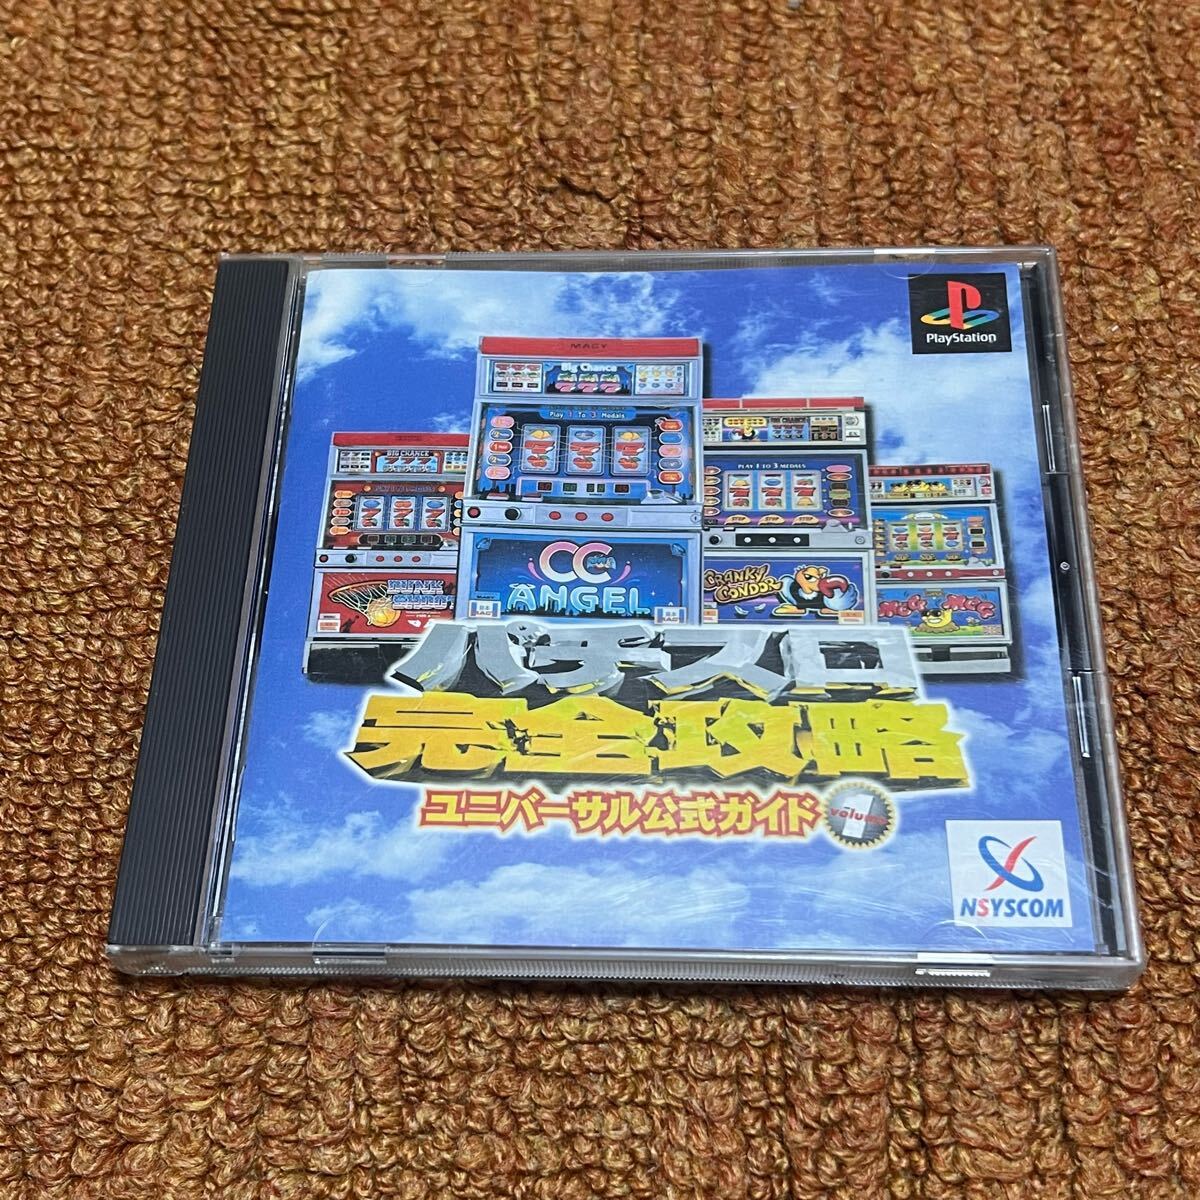 PlayStation
MACY
Big Chance
Play 1 To 3 Medals
BIG CHANCE
PLAY 1 TO 3 MEDALS
CC
ANGEL
DUNK
SHOOT
CRANKY
CONDOR
パチスロ
完全攻略
ユニバーサル公式ガイド
volume
1
NSYSCOM